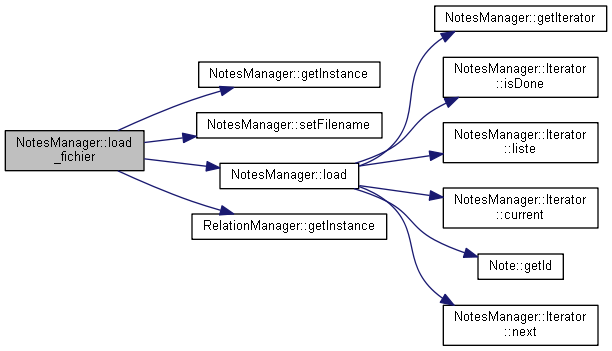 NotesManager::load
_fichier
NotesManager::getInstance
NotesManager::setFilename
NotesManager::load
RelationManager::getInstance
NotesManager::getIterator
NotesManager::Iterator
::isDone
NotesManager::Iterator
::liste
NotesManager::Iterator
::current
Note::getId
NotesManager::Iterator
::next